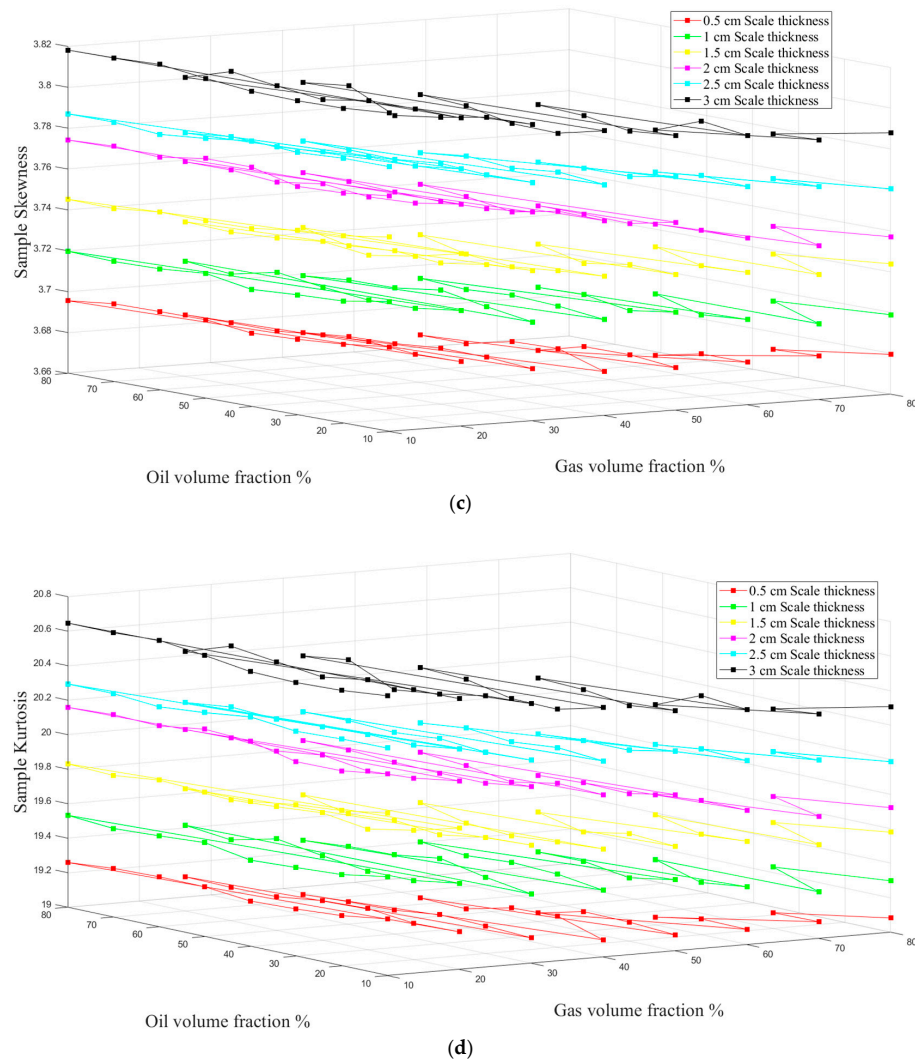 3.82
3.8
3.78
3.76
3.74
3.72
3.7
3.68
3.66
Sample Skewness
0.5 cm Scale thickness
1 cm Scale thickness
1.5 cm Scale thickness
2 cm Scale thickness
2.5 cm Scale thickness
3 cm Scale thickness
80
70
60
50
40
30
20
10
10
20
30
40
50
60
70
80
Oil volume fraction %
Gas volume fraction %
(c)
20.8
20.6
20.4
20.2
20
19.8
19.6
19.4
19.2
19
Sample Kurtosis
0.5 cm Scale thickness
1 cm Scale thickness
1.5 cm Scale thickness
2 cm Scale thickness
2.5 cm Scale thickness
3 cm Scale thickness
80
70
60
50
40
30
20
10
10
20
30
40
50
60
70
80
Oil volume fraction %
Gas volume fraction %
(d)